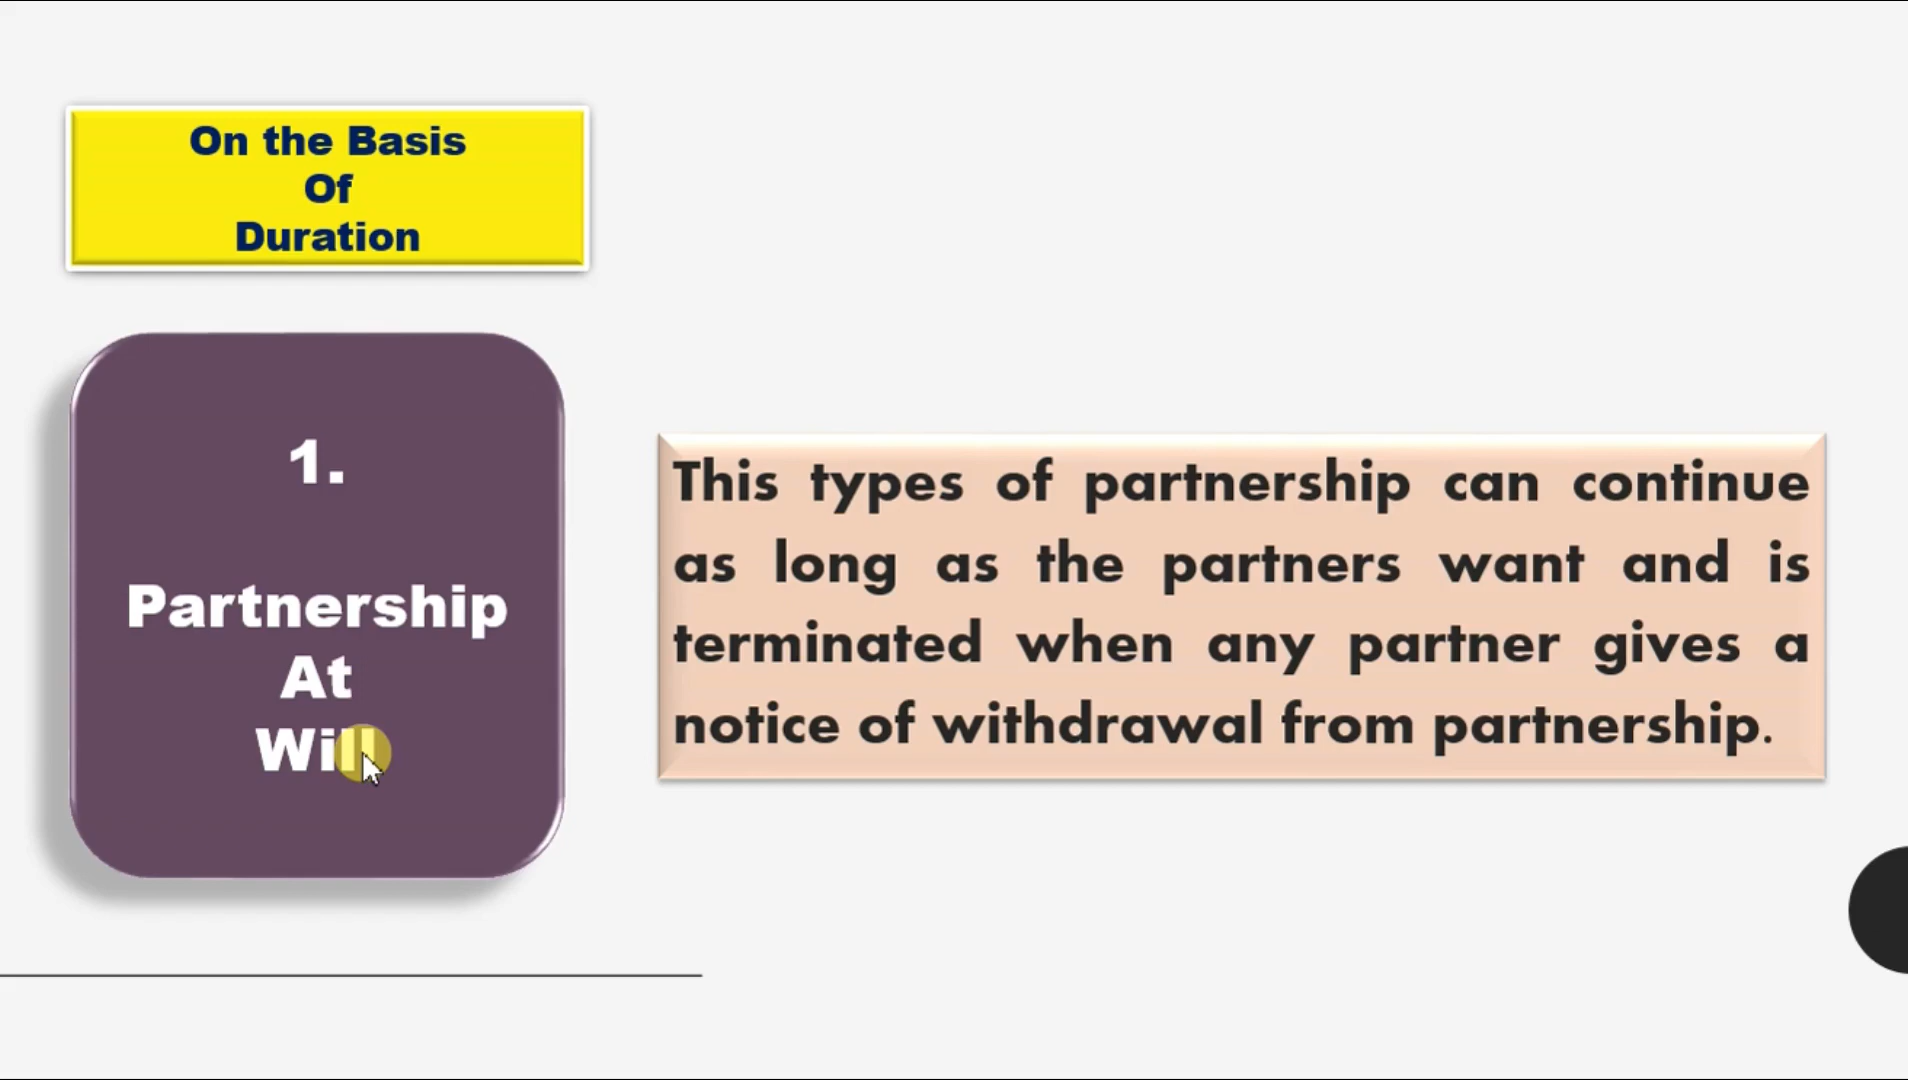 On the Basis
Of
Duration
1.
Partnership
At
Will
This types of partnership can continue
as long as the partners want and is
terminated when any partner gives a
notice of withdrawal from partnership.